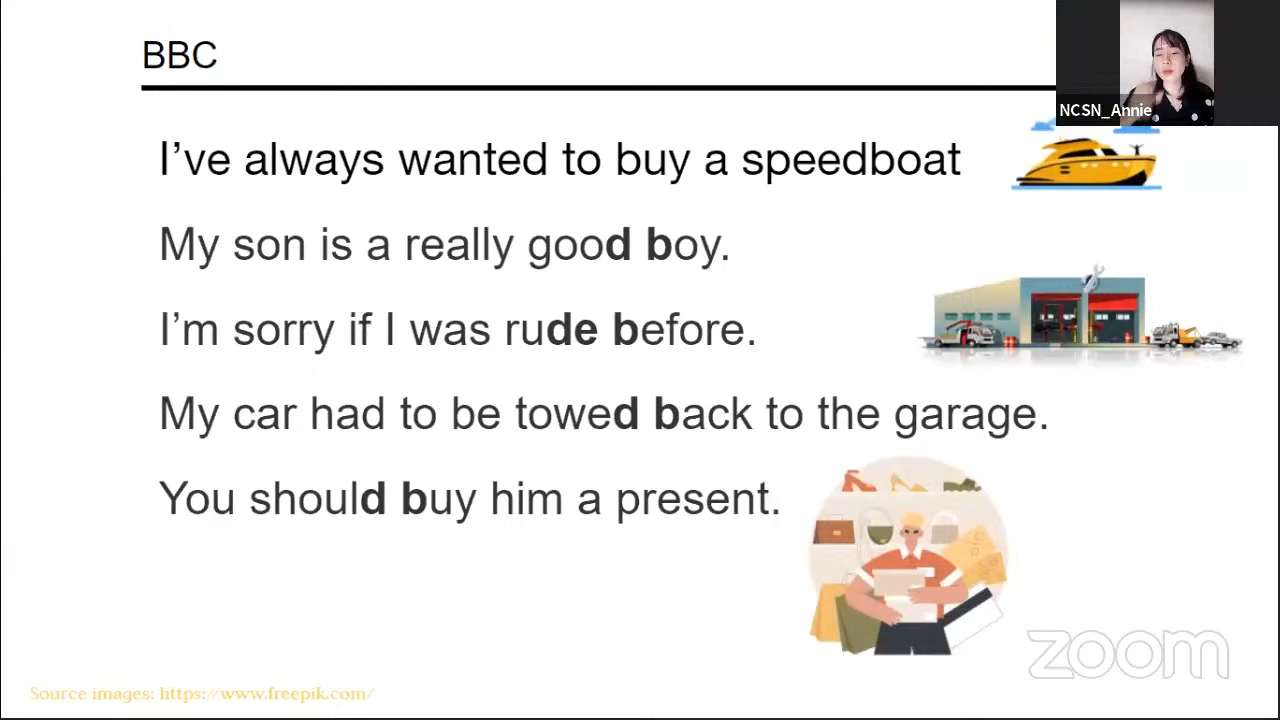 BBC
NCSN_Annie
I've always wanted to buy a speedboat
My son is a really good boy.
I'm sorry if I was rude before.
My car had to be towed back to the garage.
You should buy him a present.
zoom
Source images: https://www.freepik.com/